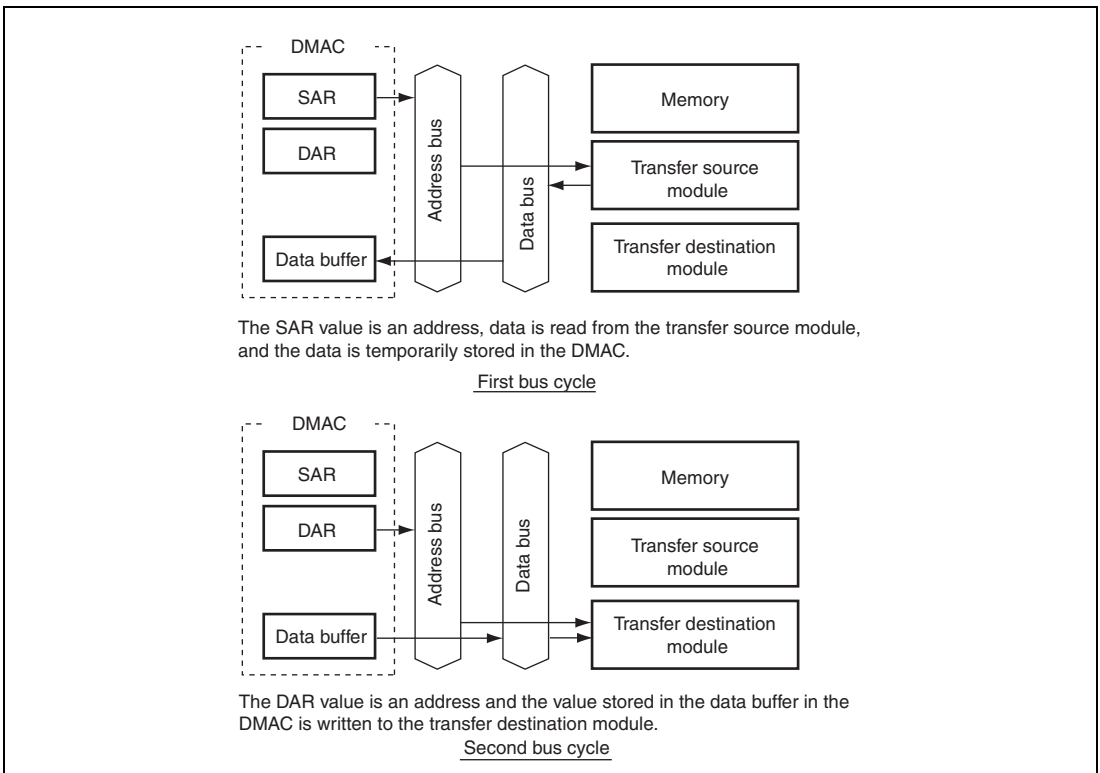 DMAC
SAR
DAR
Data buffer
Address bus
Data bus
Memory
Transfer source
module
Transfer destination
module
The SAR value is an address, data is read from the transfer source module,
and the data is temporarily stored in the DMAC.
First bus cycle
DMAC
SAR
DAR
Data buffer
Address bus
Data bus
Memory
Transfer source
module
Transfer destination
module
The DAR value is an address and the value stored in the data buffer in the
DMAC is written to the transfer destination module.
Second bus cycle